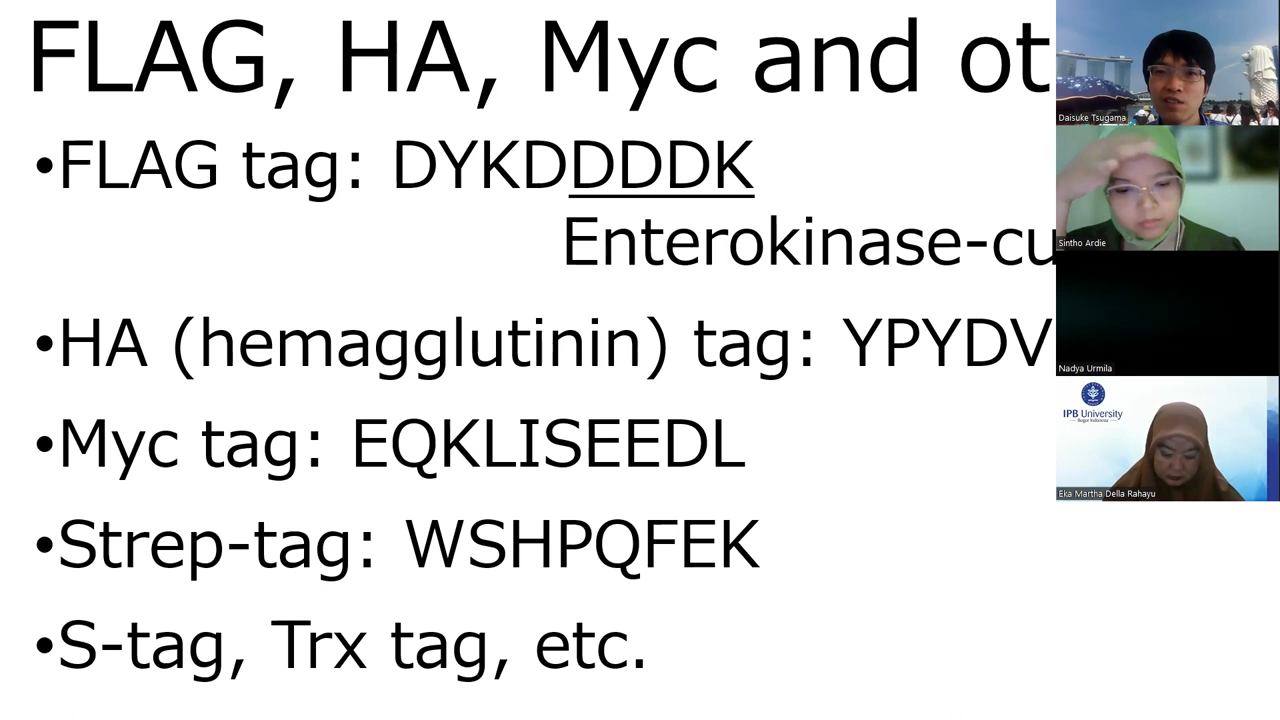 FLAG, HA, Myc and ot
•FLAG tag: DYKDDDDK
Enterokinase-cu
•HA (hemagglutinin) tag: YPYDV
•Myc tag: EQKLISEEDL
•Strep-tag: WSHPQFEK
•S-tag, Trx tag, etc.
Daisuke Tsugama
Sintho Ardie
Nadya Urmila
IPB University
Bogor Indonesia
Eka Martha Della Rahayu